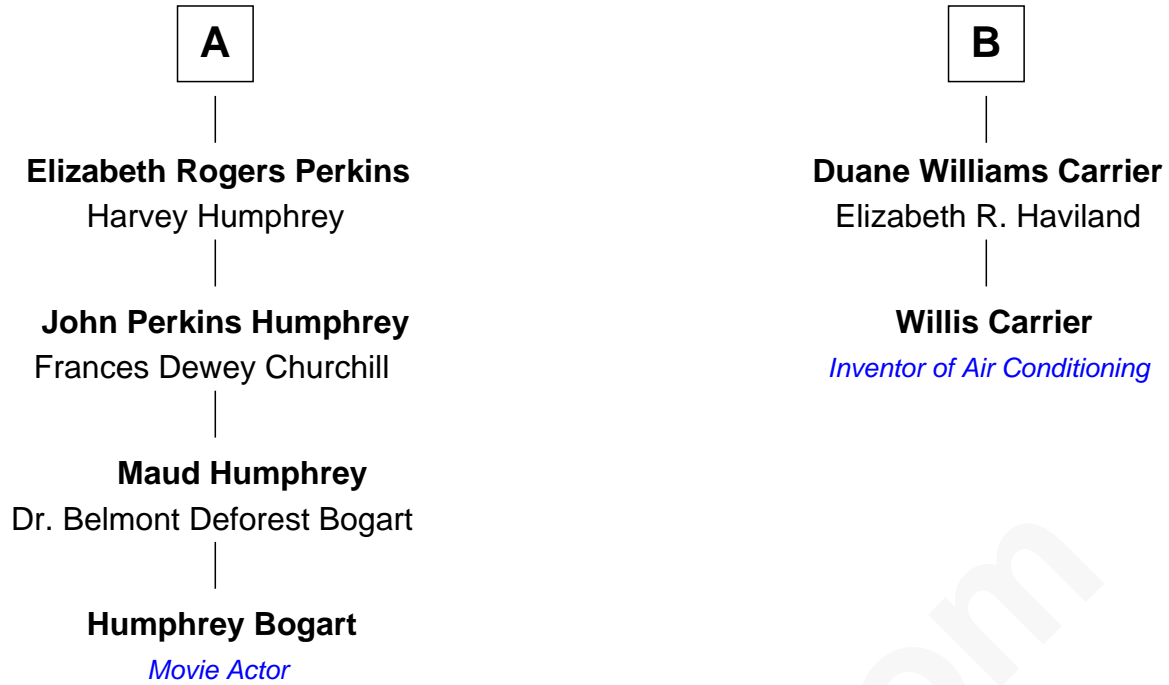 A
Elizabeth Rogers Perkins
Harvey Humphrey
John Perkins Humphrey
Frances Dewey Churchill
Maud Humphrey
Dr. Belmont Deforest Bogart
Humphrey Bogart
Movie Actor
B
Duane Williams Carrier
Elizabeth R. Haviland
Willis Carrier
Inventor of Air Conditioning
om